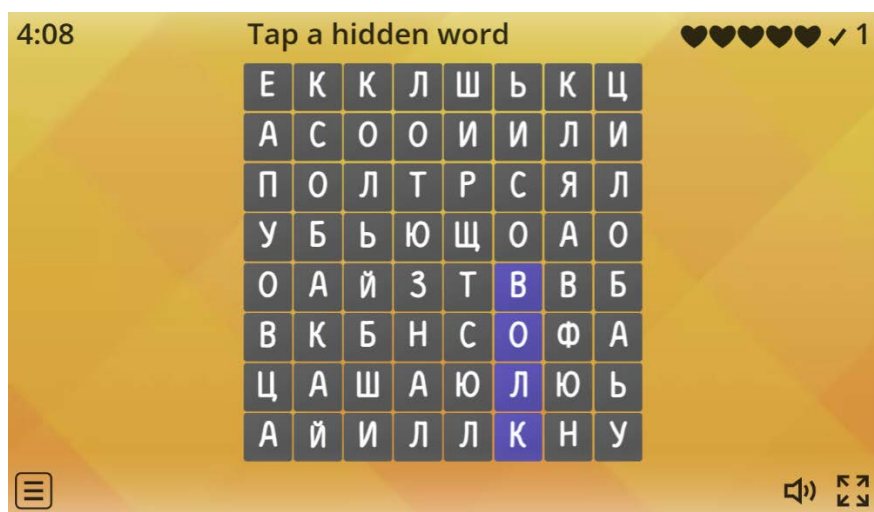 4:08 Tap a hidden word 1
Е К К Л Ш Ь К Ц
А С О О И И Л И
П О Л Т Р С Я Л
У Б Ь Ю Щ О А О
О А Й З Т В В Б
В К Б Н С О Ф А
Ц А Ш А Ю Л Ю Ь
А Й И Л Л К Н У